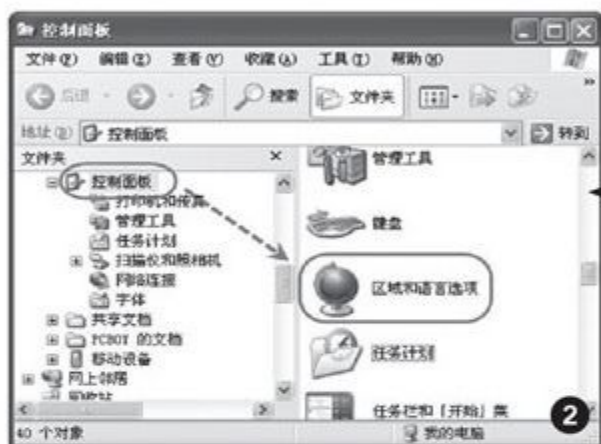 控制面板
文件(F) 编辑(E) 查看(V) 收藏(A) 工具(T) 帮助(H)
后退 搜索 文件夹
地址(D) 控制面板 转到
文件夹
控制面板
打印机和传真
管理工具
任务计划
扫描仪和照相机
网络连接
字体
共享文档
PCBOY 的文档
移动设备
网上邻居
回收站
管理工具
键盘
区域和语言选项
任务计划
任务栏和「开始」菜
2
40 个对象 我的电脑